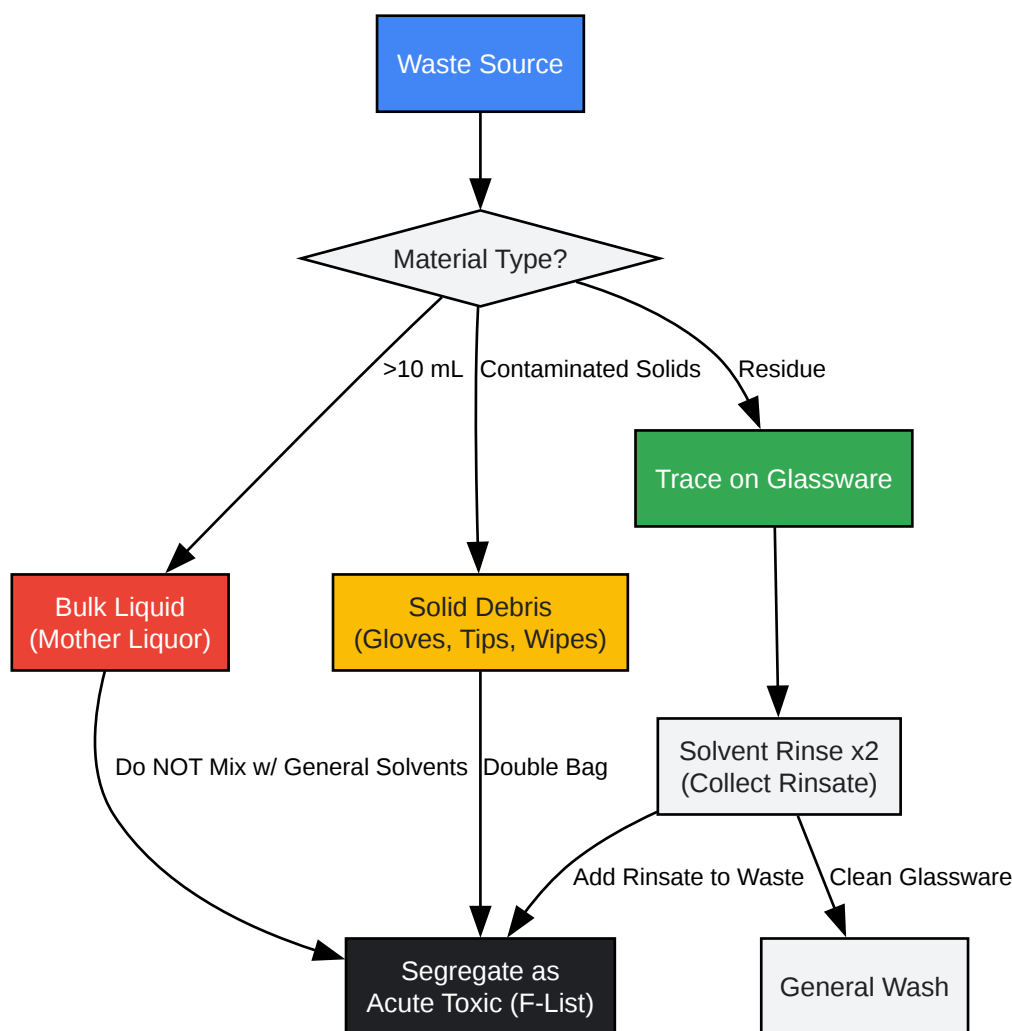 Waste Source
Material Type?
>10 mL
Contaminated Solids
Residue
Trace on Glassware
Bulk Liquid
(Mother Liquor)
Solid Debris
(Gloves, Tips, Wipes)
Solvent Rinse x2
(Collect Rinsate)
Do NOT Mix w/ General Solvents
Double Bag
Add Rinsate to Waste
Clean Glassware
Segregate as
Acute Toxic (F-List)
General Wash